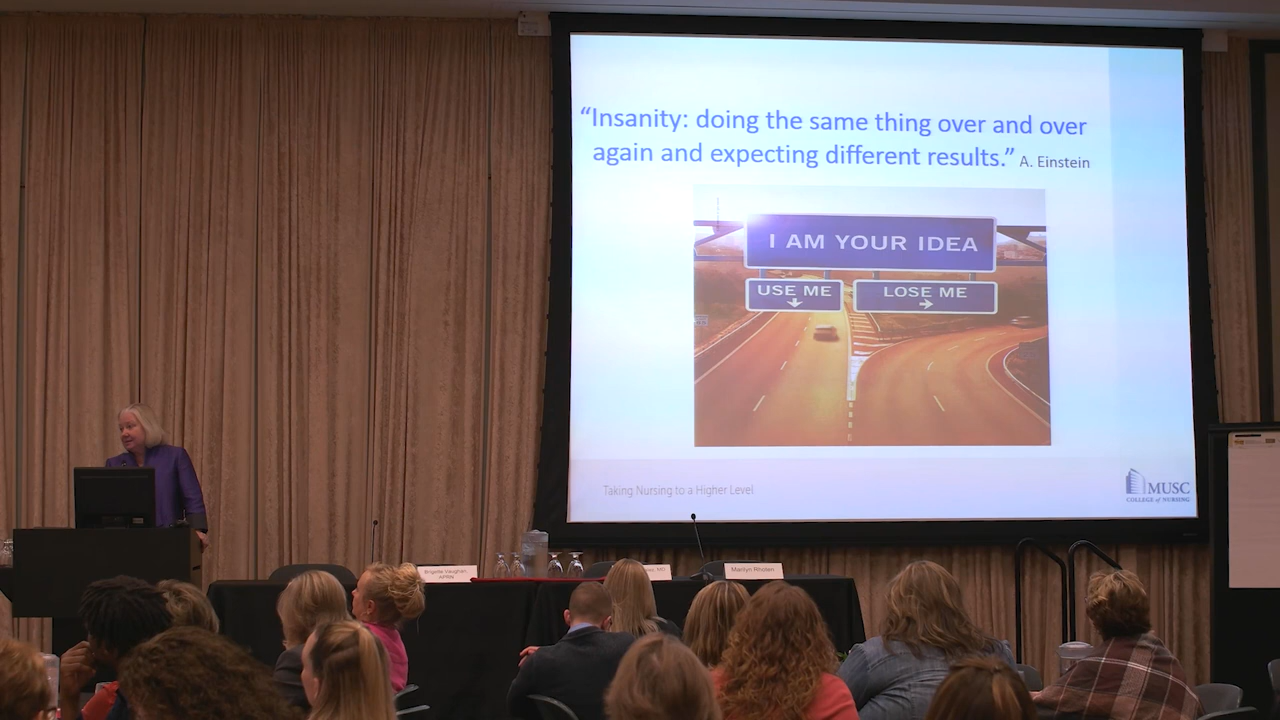 “Insanity: doing the same thing over and over
again and expecting different results.” A. Einstein
I AM YOUR IDEA
USE ME
LOSE ME
Taking Nursing to a Higher Level
MUSC
COLLEGE of NURSING
Brigette Vaughan,
APRN
MD
Marilyn Rhoten